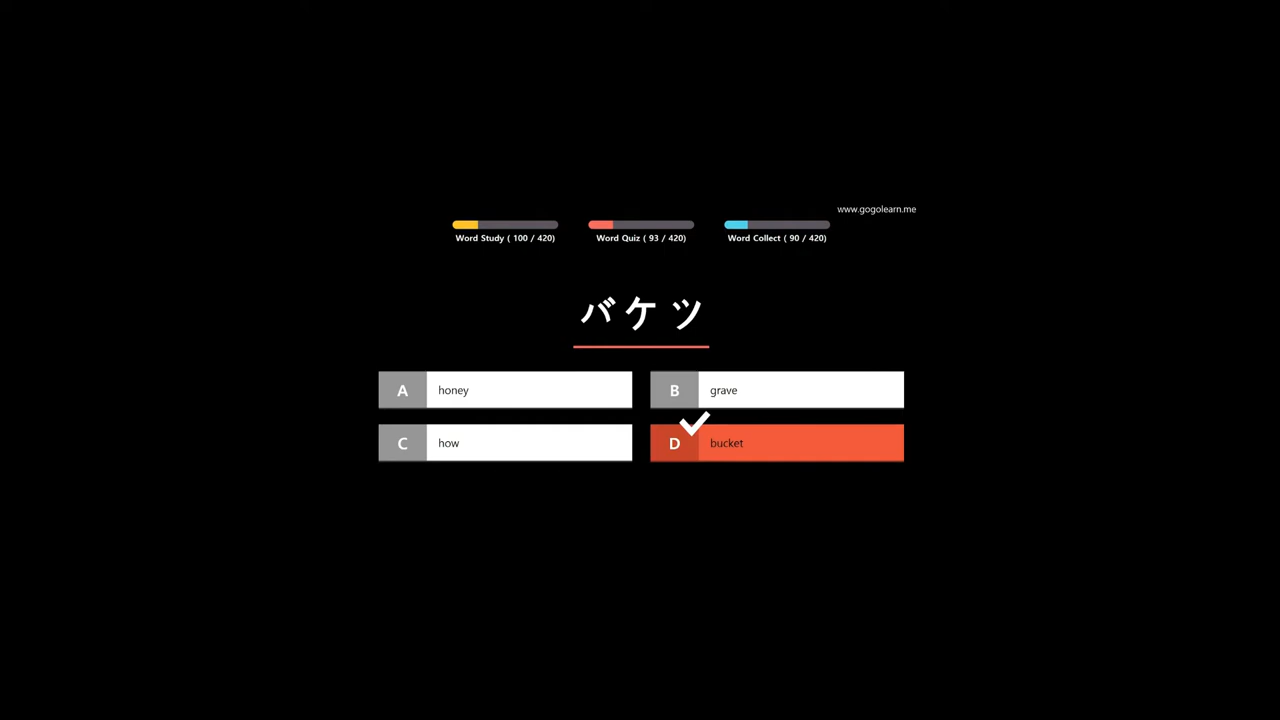 www.gogolearn.me
Word Study ( 100 / 420)
Word Quiz ( 93 / 420)
Word Collect ( 90 / 420)
バケツ
A honey
B grave
C how
D bucket